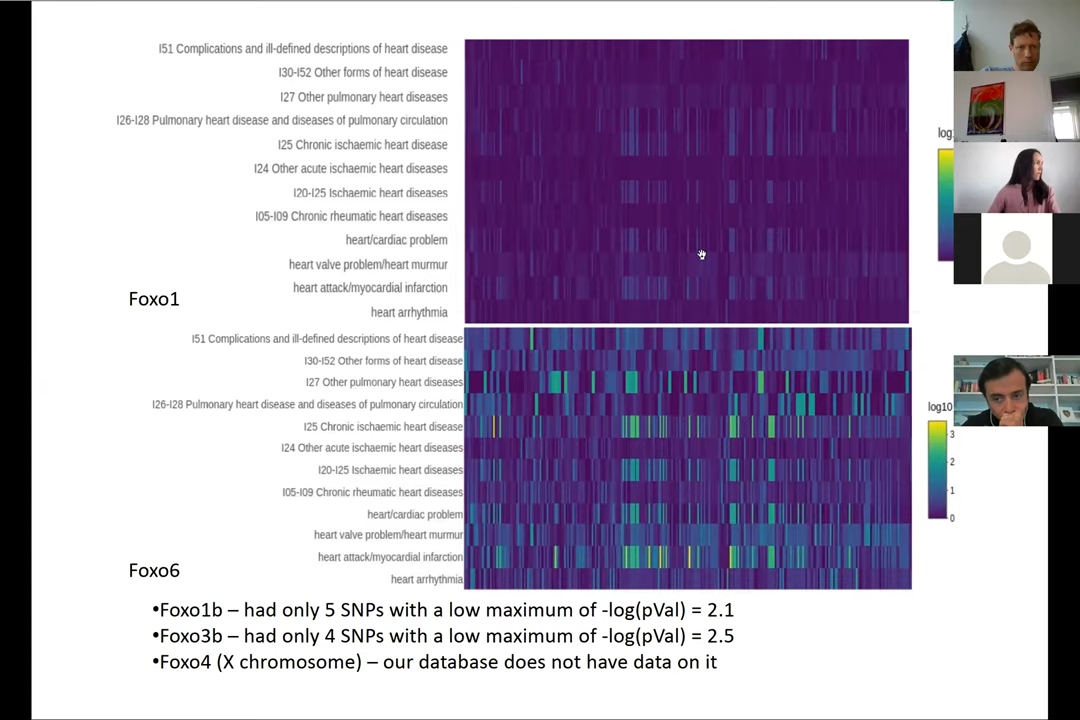 I51 Complications and ill-defined descriptions of heart disease
I30-I52 Other forms of heart disease
I27 Other pulmonary heart diseases
I26-I28 Pulmonary heart disease and diseases of pulmonary circulation
I25 Chronic ischaemic heart disease
I24 Other acute ischaemic heart diseases
I20-I25 Ischaemic heart diseases
I05-I09 Chronic rheumatic heart diseases
heart/cardiac problem
heart valve problem/heart murmur
heart attack/myocardial infarction
heart arrhythmia
Foxo1
I51 Complications and ill-defined descriptions of heart disease
I30-I52 Other forms of heart disease
I27 Other pulmonary heart diseases
I26-I28 Pulmonary heart disease and diseases of pulmonary circulation
I25 Chronic ischaemic heart disease
I24 Other acute ischaemic heart diseases
I20-I25 Ischaemic heart diseases
I05-I09 Chronic rheumatic heart diseases
heart/cardiac problem
heart valve problem/heart murmur
heart attack/myocardial infarction
heart arrhythmia
Foxo6
log10
3
2
1
0
•Foxo1b – had only 5 SNPs with a low maximum of -log(pVal) = 2.1
•Foxo3b – had only 4 SNPs with a low maximum of -log(pVal) = 2.5
•Foxo4 (X chromosome) – our database does not have data on it